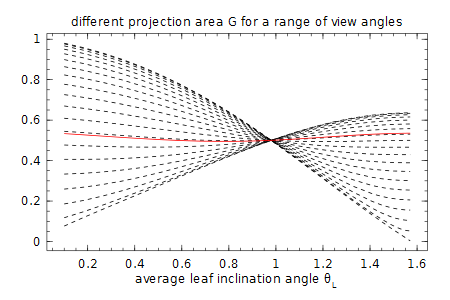 different projection area G for a range of view angles
1
0.8
0.6
0.4
0.2
0
0.2 0.4 0.6 0.8 1 1.2 1.4 1.6
average leaf inclination angle θL